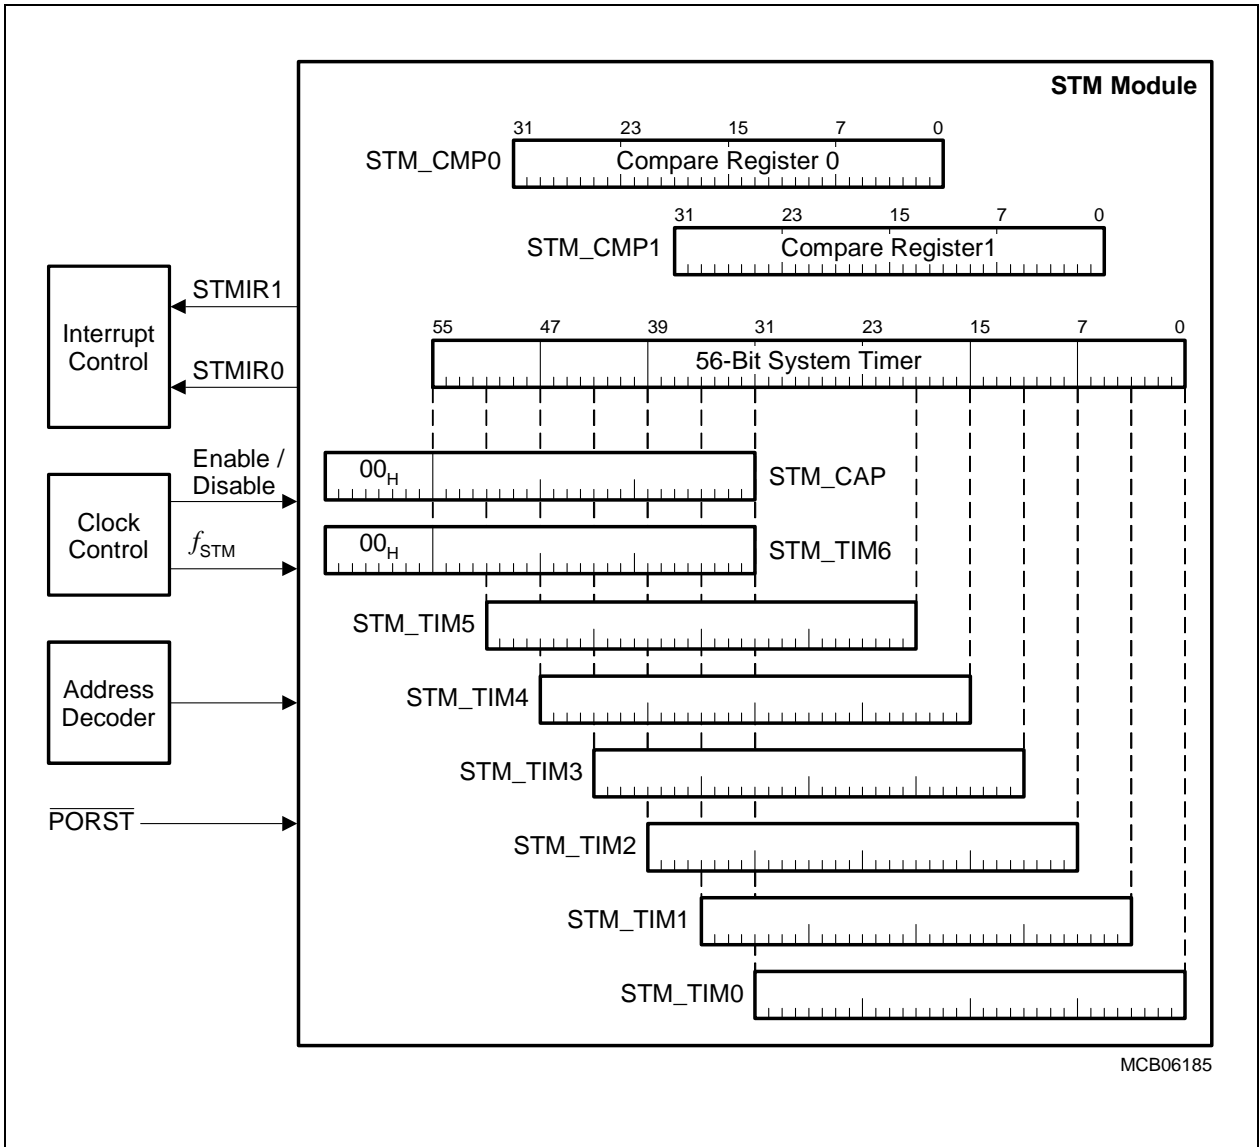 STM Module
31 23 15 7 0
STM_CMP0 Compare Register 0
31 23 15 7 0
STM_CMP1 Compare Register1
Interrupt
Control
STMIR1
STMIR0
55 47 39 31 23 15 7 0
56-Bit System Timer
Clock
Control
Enable /
Disable
fSTM
00H STM_CAP
00H STM_TIM6
STM_TIM5
Address
Decoder
STM_TIM4
STM_TIM3
PORST
STM_TIM2
STM_TIM1
STM_TIM0
MCB06185